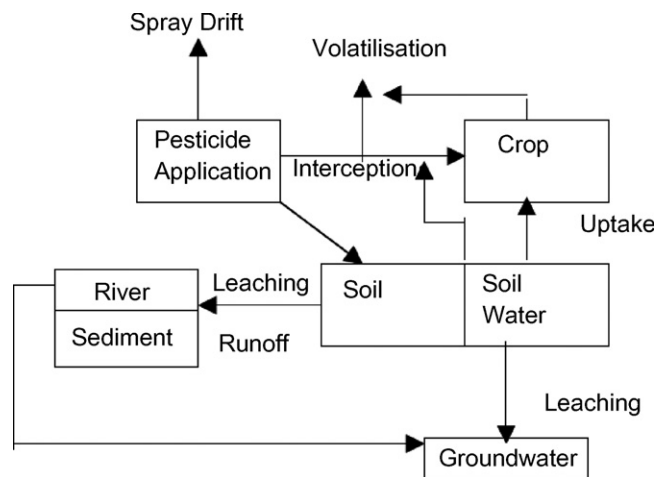 Spray Drift
Volatilisation
Pesticide
Application
Interception
Crop
Uptake
Leaching
River
Sediment
Runoff
Soil
Soil
Water
Leaching
Groundwater